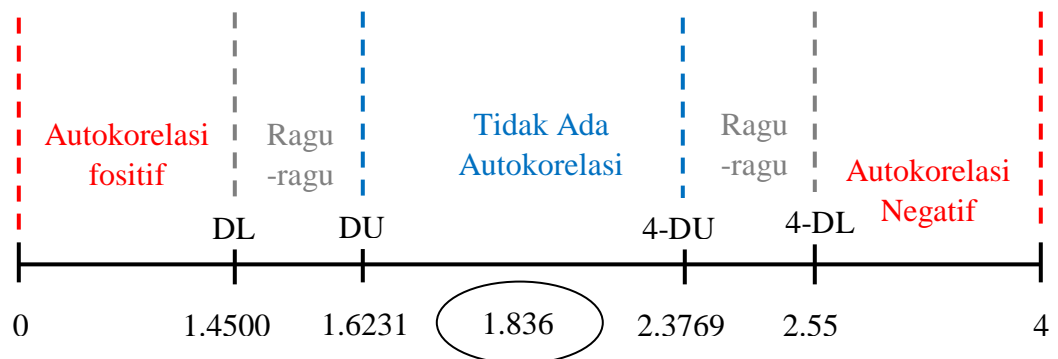 Autokorelasi
fositif
Ragu
-ragu
Tidak Ada
Autokorelasi
Ragu
-ragu
Autokorelasi
Negatif
DL
DU
4-DU
4-DL
0
1.4500
1.6231
1.836
2.3769
2.55
4